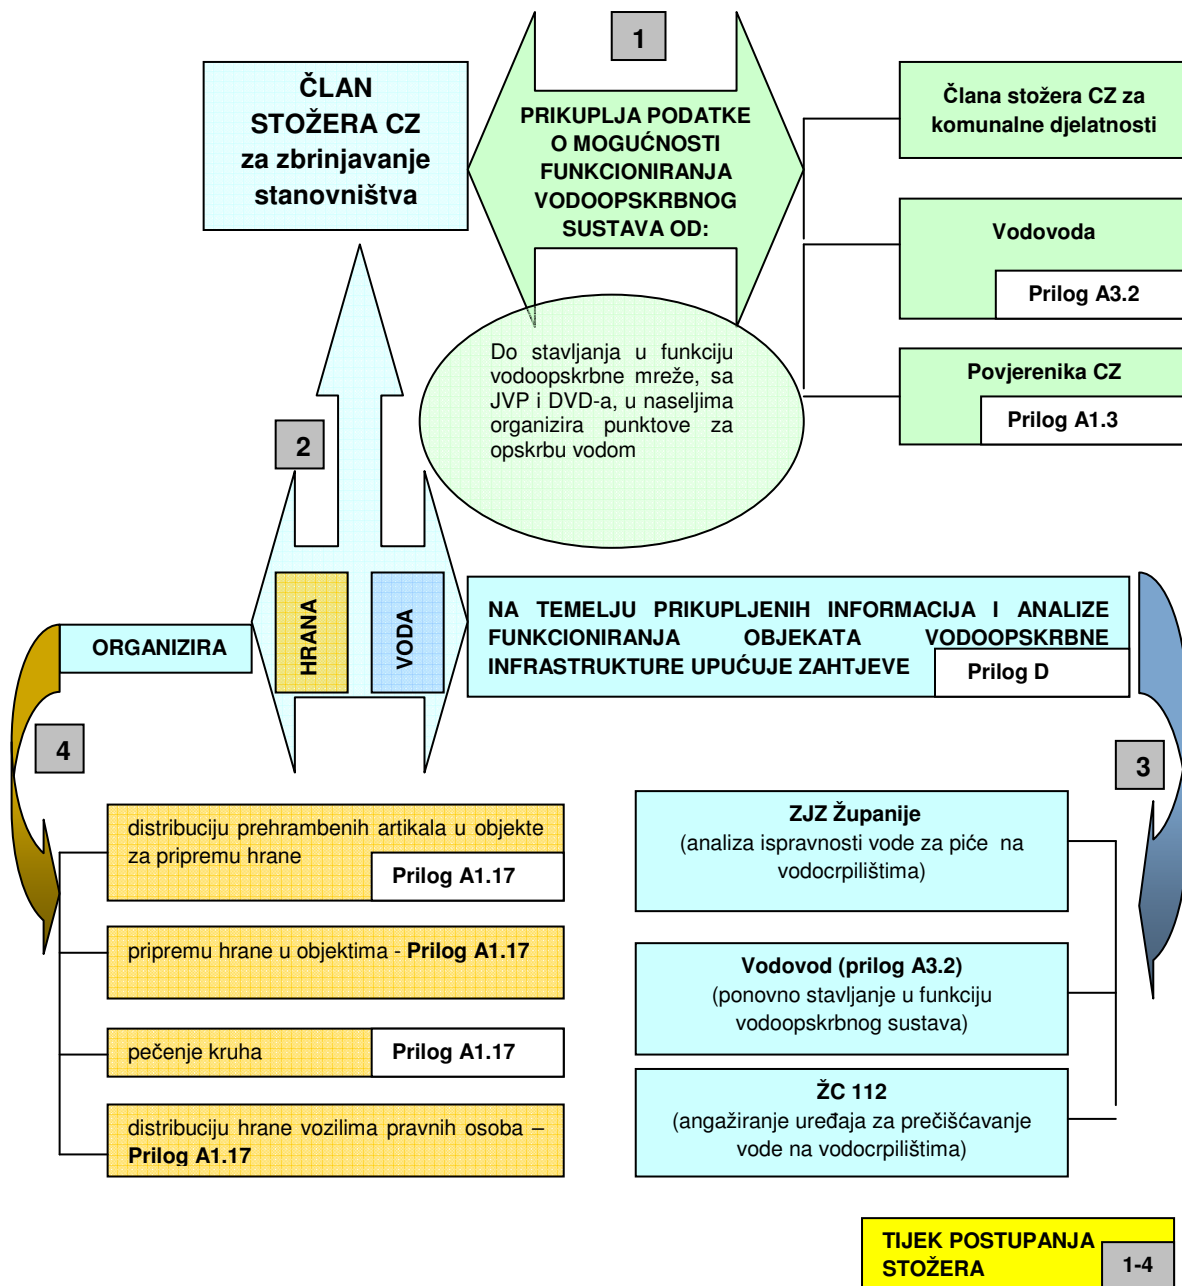 1
ČLAN
STOŽERA CZ
za zbrinjavanje
stanovništva
PRIKUPLJA PODATKE
O MOGUĆNOSTI
FUNKCIONIRANJA
VODOOPSKRBNOG
SUSTAVA OD:
Člana stožera CZ za
komunalne djelatnosti
Vodovoda
Prilog A3.2
Povjerenika CZ
Prilog A1.3
Do stavljanja u funkciju
vodoopskrbne mreže, sa
JVP i DVD-a, u naseljima
organizira punktove za
opskrbu vodom
2
HRANA
VODA
ORGANIZIRA
NA TEMELJU PRIKUPLJENIH INFORMACIJA I ANALIZE
FUNKCIONIRANJA OBJEKATA VODOOPSKRBNE
INFRASTRUKTURE UPUĆUJE ZAHTJEVE
Prilog D
4
3
distribuciju prehrambenih artikala u objekte
za pripremu hrane
Prilog A1.17
pripremu hrane u objektima - Prilog A1.17
pečenje kruha
Prilog A1.17
distribuciju hrane vozilima pravnih osoba –
Prilog A1.17
ZJZ Županije
(analiza ispravnosti vode za piće na
vodocrpilištima)
Vodovod (prilog A3.2)
(ponovno stavljanje u funkciju
vodoopskrbnog sustava)
ŽC 112
(angažiranje uređaja za prečišćavanje
vode na vodocrpilištima)
TIJEK POSTUPANJA
STOŽERA
1-4